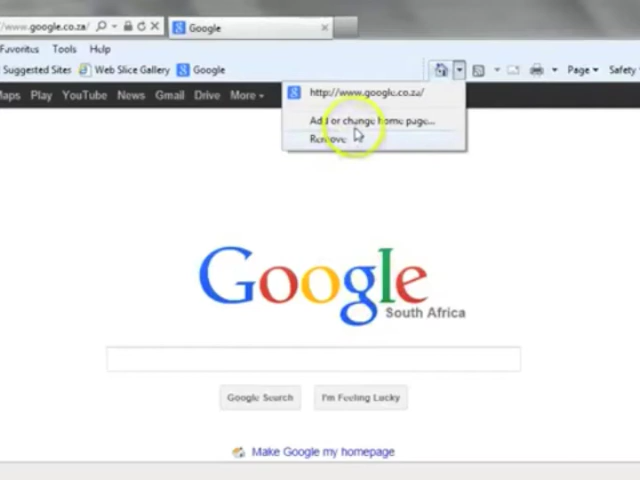 /www.google.co.za/
Google
Favorites Tools Help
Suggested Sites Web Slice Gallery Google Page Safety
Maps Play YouTube News Gmail Drive More
http://www.google.co.za/
Add or change home page...
Remove
Google
South Africa
Google Search I'm Feeling Lucky
Make Google my homepage